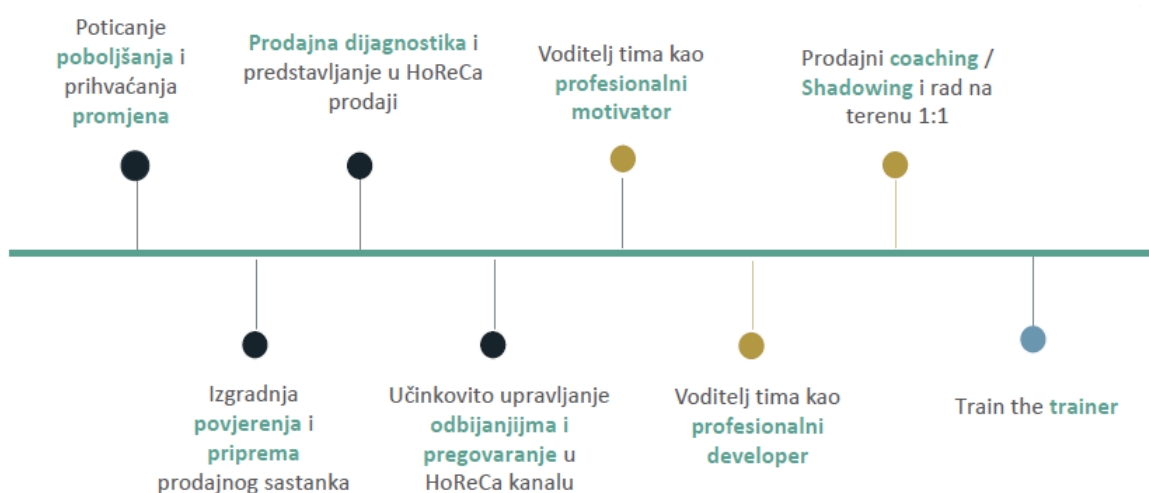 Poticanje
poboljšanja i
prihvaćanja
promjena
Prodajna dijagnostika i
predstavljanje u HoReCa
prodaji
Voditelj tima kao
profesionalni
motivator
Prodajni coaching /
Shadowing i rad na
terenu 1:1
Izgradnja
povjerenja i
priprema
prodajnog sastanka
Učinkovito upravljanje
odbijanjijma i
pregovaranje u
HoReCa kanalu
Voditelj tima kao
profesionalni
developer
Train the trainer